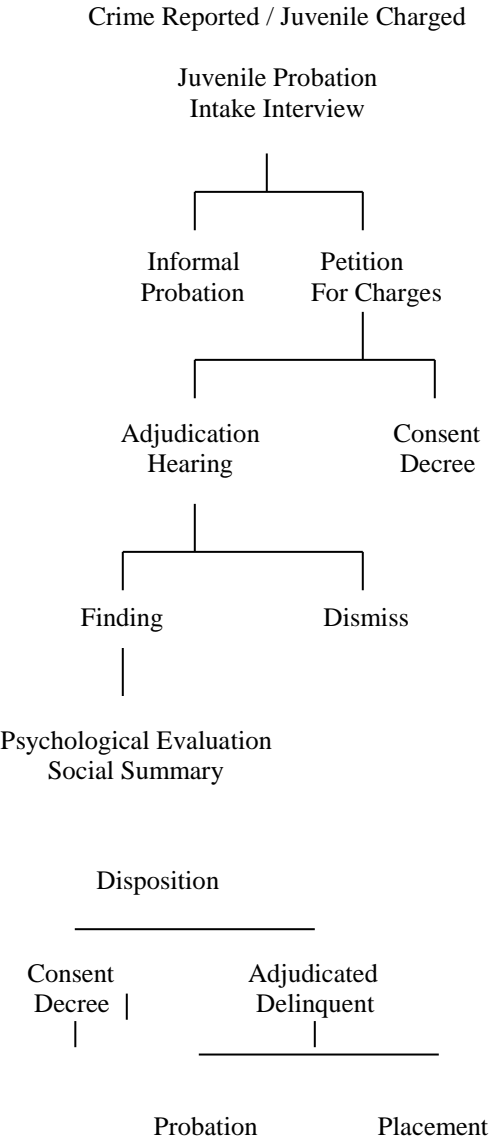 Crime Reported / Juvenile Charged
Juvenile Probation
Intake Interview
Informal
Probation
Petition
For Charges
Adjudication
Hearing
Consent
Decree
Finding
Dismiss
Psychological Evaluation
Social Summary
Disposition
Consent
Decree
Adjudicated
Delinquent
Probation
Placement